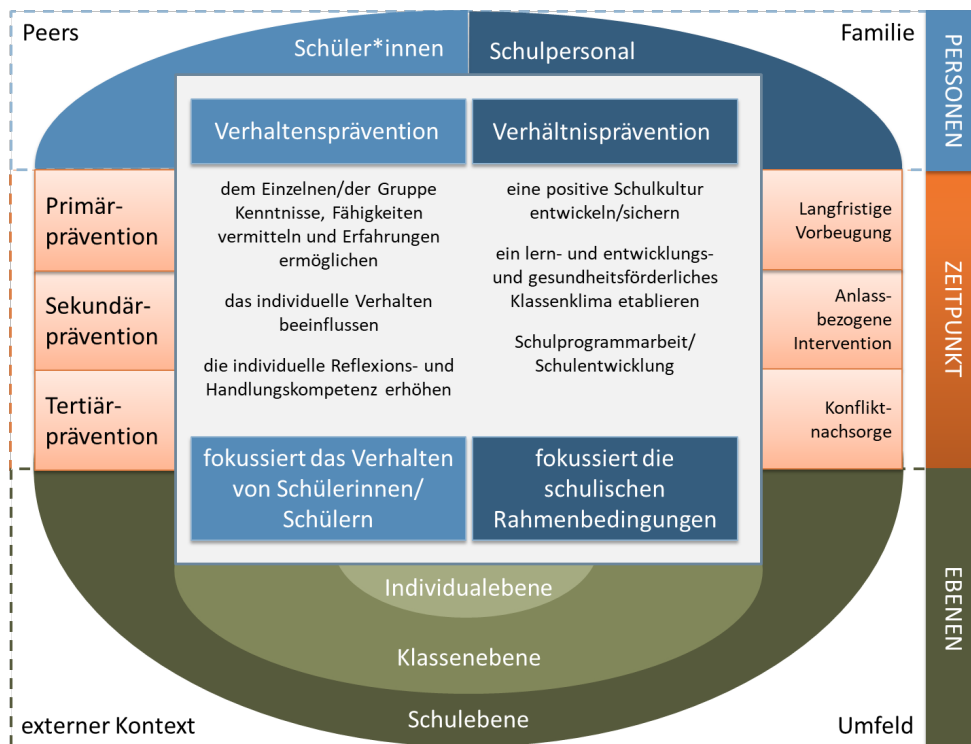 Peers
Schüler*innen
Schulpersonal
Familie
PERSONEN
Verhaltensprävention
Verhältnisprävention
Primär-
prävention
Sekundär-
prävention
Tertiär-
prävention
dem Einzelnen/der Gruppe
Kenntnisse, Fähigkeiten
vermitteln und Erfahrungen
ermöglichen
das individuelle Verhalten
beeinflussen
die individuelle Reflexions- und
Handlungskompetenz erhöhen
eine positive Schulkultur
entwickeln/sichern
ein lern- und entwicklungs-
und gesundheitsförderliches
Klassenklima etablieren
Schulprogrammarbeit/
Schulentwicklung
Langfristige
Vorbeugung
Anlass-
bezogene
Intervention
Konflikt-
nachsorge
ZEITPUNKT
fokussiert das Verhalten
von Schülerinnen/
Schülern
fokussiert die
schulischen
Rahmenbedingungen
Individualebene
Klassenebene
Schulebene
EBENEN
externer Kontext
Umfeld